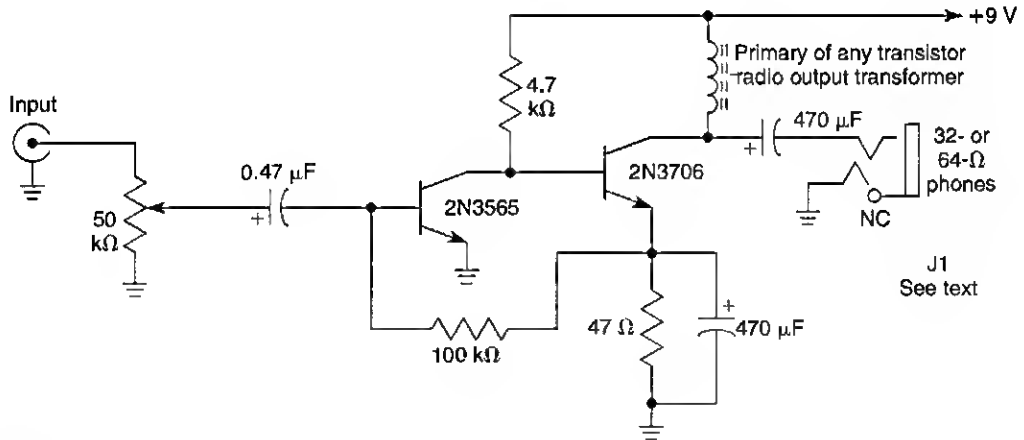 +9 V
Primary of any transistor
radio output transformer
4.7
kΩ
Input
470 µF
+
32- or
64-Ω
phones
0.47 µF
+
2N3565
2N3706
50
kΩ
NC
J1
See text
100 kΩ
47 Ω
+
470 µF